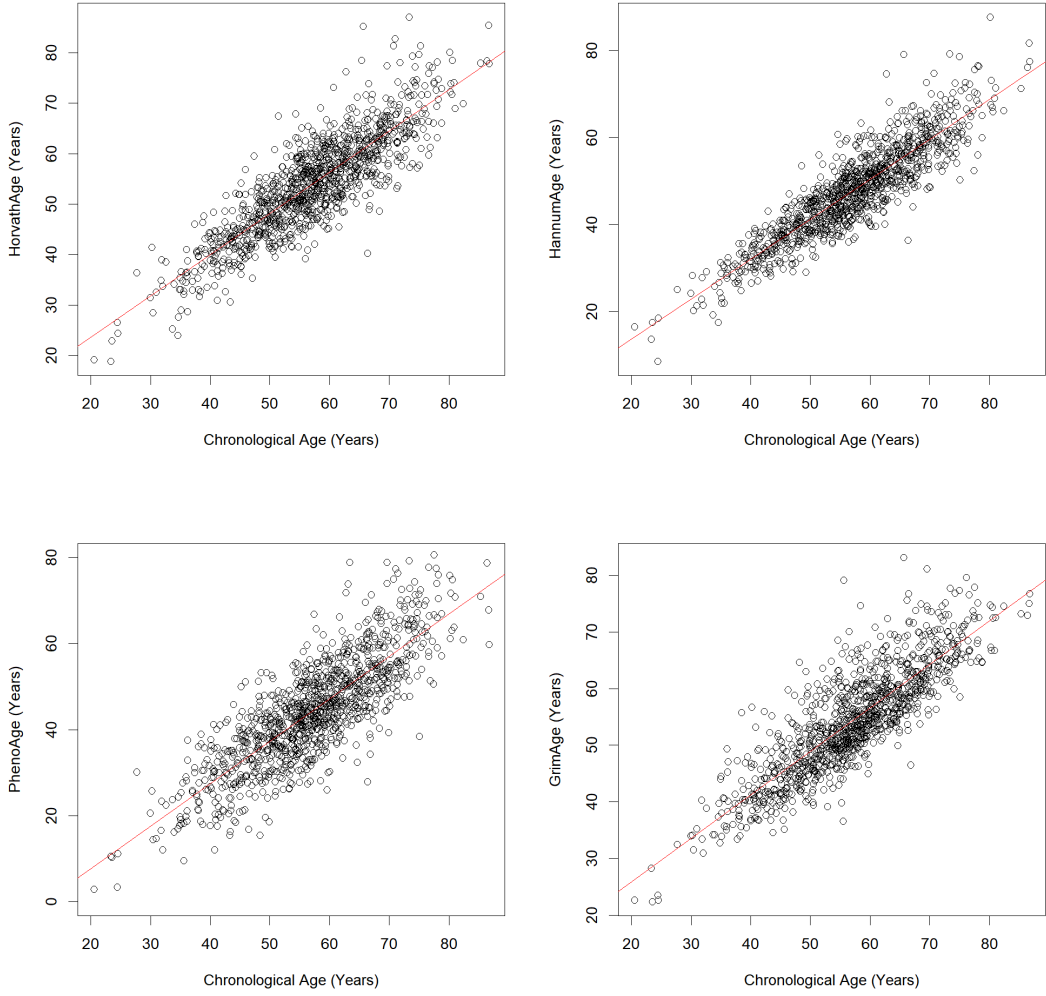 HorvathAge (Years)
80
70
60
50
40
30
20
20 30 40 50 60 70 80
Chronological Age (Years)
HannumAge (Years)
80
60
40
20
20 30 40 50 60 70 80
Chronological Age (Years)
PhenoAge (Years)
80
60
40
20
0
20 30 40 50 60 70 80
Chronological Age (Years)
GrimAge (Years)
80
70
60
50
40
30
20
20 30 40 50 60 70 80
Chronological Age (Years)